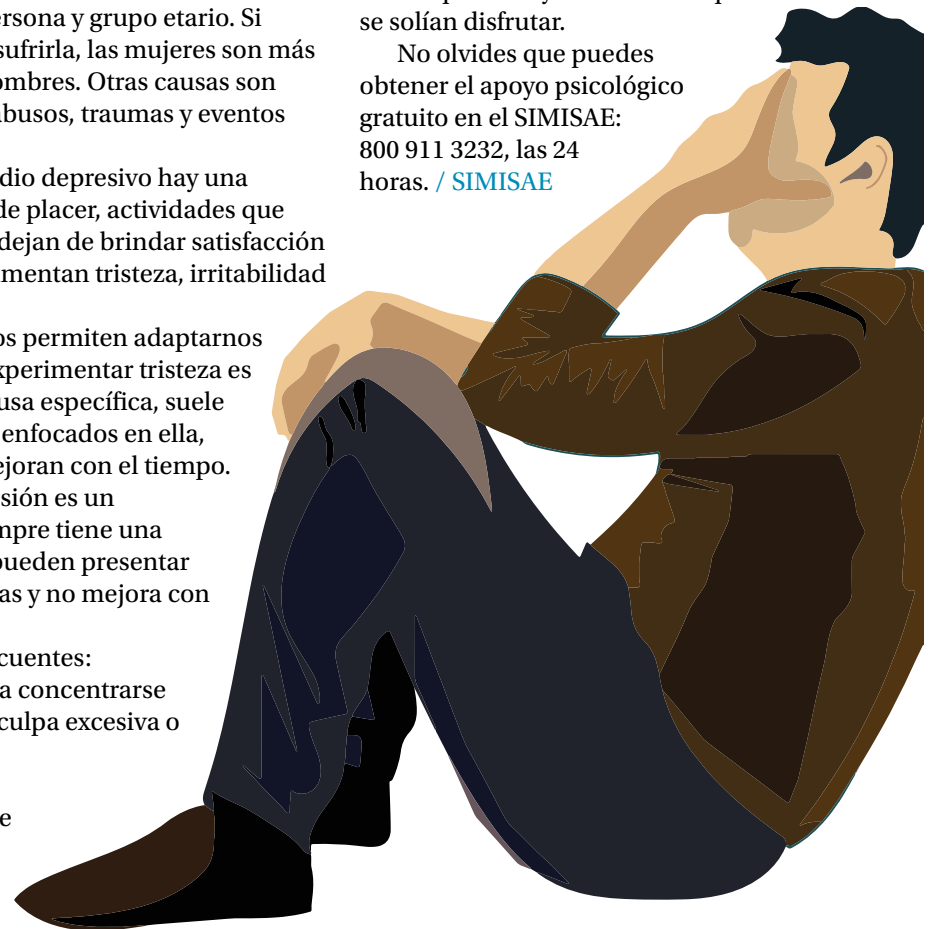 ersona y grupo etario. Si
sufrirla, las mujeres son más
ombres. Otras causas son
abusos, traumas y eventos
dio depresivo hay una
de placer, actividades que
dejan de brindar satisfacción
mentan tristeza, irritabilidad
os permiten adaptarnos
xperimentar tristeza es
usa específica, suele
enfocados en ella,
ejoran con el tiempo.
sión es un
mpre tiene una
pueden presentar
as y no mejora con
cuentes:
a concentrarse
culpa excesiva o
e
se solían disfrutar.
No olvides que puedes
obtener el apoyo psicológico
gratuito en el SIMISAE:
800 911 3232, las 24
horas. / SIMISAE